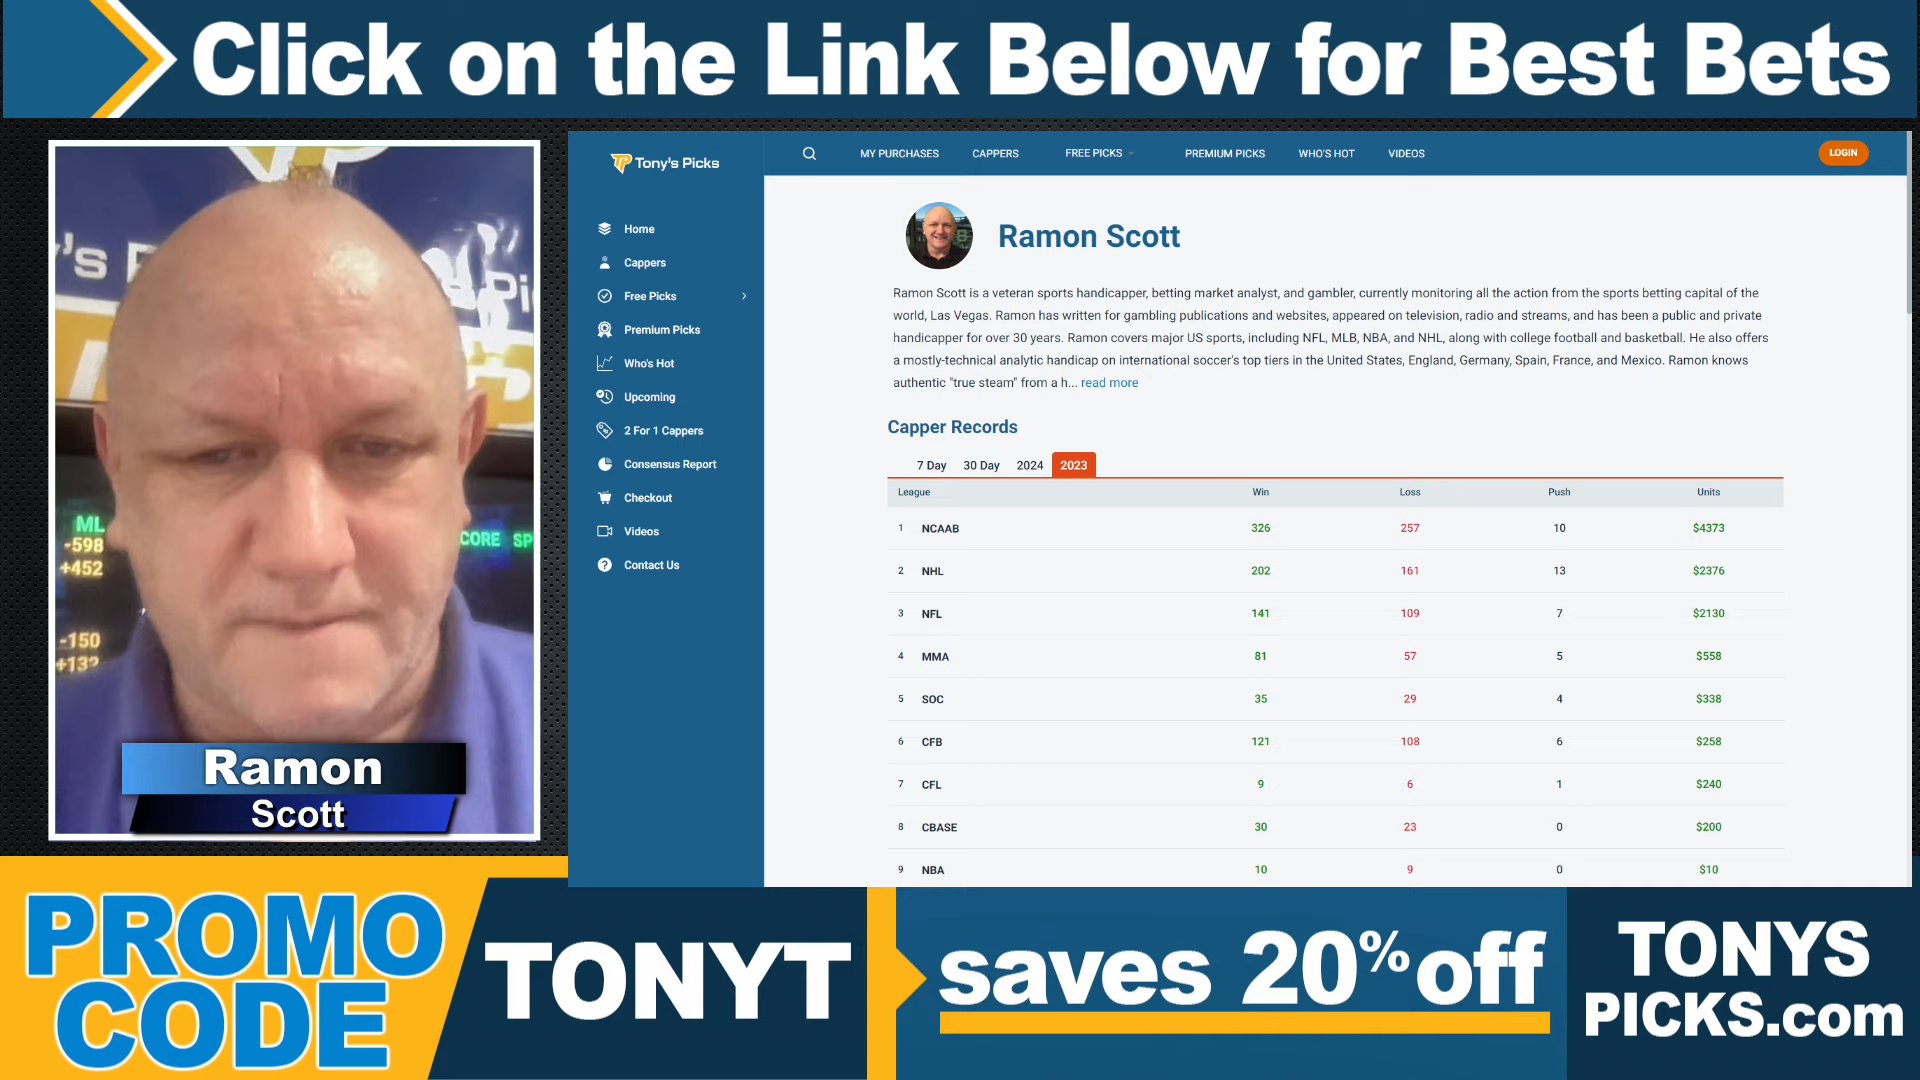 Click on the Link Below for Best Bets
's P
Pi
ML
-598
+452
CORE SP
-150
+132
Ramon
Scott
TP Tony's Picks
MY PURCHASES
CAPPERS
FREE PICKS
PREMIUM PICKS
WHO'S HOT
VIDEOS
LOGIN
Home
Cappers
Free Picks
Premium Picks
Who's Hot
Upcoming
2 For 1 Cappers
Consensus Report
Checkout
Videos
Contact Us
Ramon Scott
Ramon Scott is a veteran sports handicapper, betting market analyst, and gambler, currently monitoring all the action from the sports betting capital of the
world, Las Vegas. Ramon has written for gambling publications and websites, appeared on television, radio and streams, and has been a public and private
handicapper for over 30 years. Ramon covers major US sports, including NFL, MLB, NBA, and NHL, along with college football and basketball. He also offers
a mostly-technical analytic handicap on international soccer's top tiers in the United States, England, Germany, Spain, France, and Mexico. Ramon knows
authentic "true steam" from a h... read more
Capper Records
7 Day 30 Day 2024 2023
League Win Loss Push Units
1 NCAAB 326 257 10 $4373
2 NHL 202 161 13 $2376
3 NFL 141 109 7 $2130
4 MMA 81 57 5 $558
5 SOC 35 29 4 $338
6 CFB 121 108 6 $258
7 CFL 9 6 1 $240
8 CBASE 30 23 0 $200
9 NBA 10 9 0 $10
PROMO
CODE
TONYT
saves 20% off
TONYS
PICKS.com